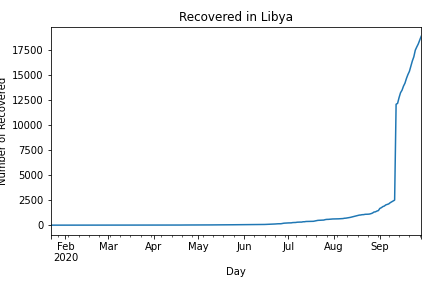 Recovered in Libya
Number of Recovered
17500
15000
12500
10000
7500
5000
2500
0
Feb
2020
Mar
Apr
May
Jun
Jul
Aug
Sep
Day